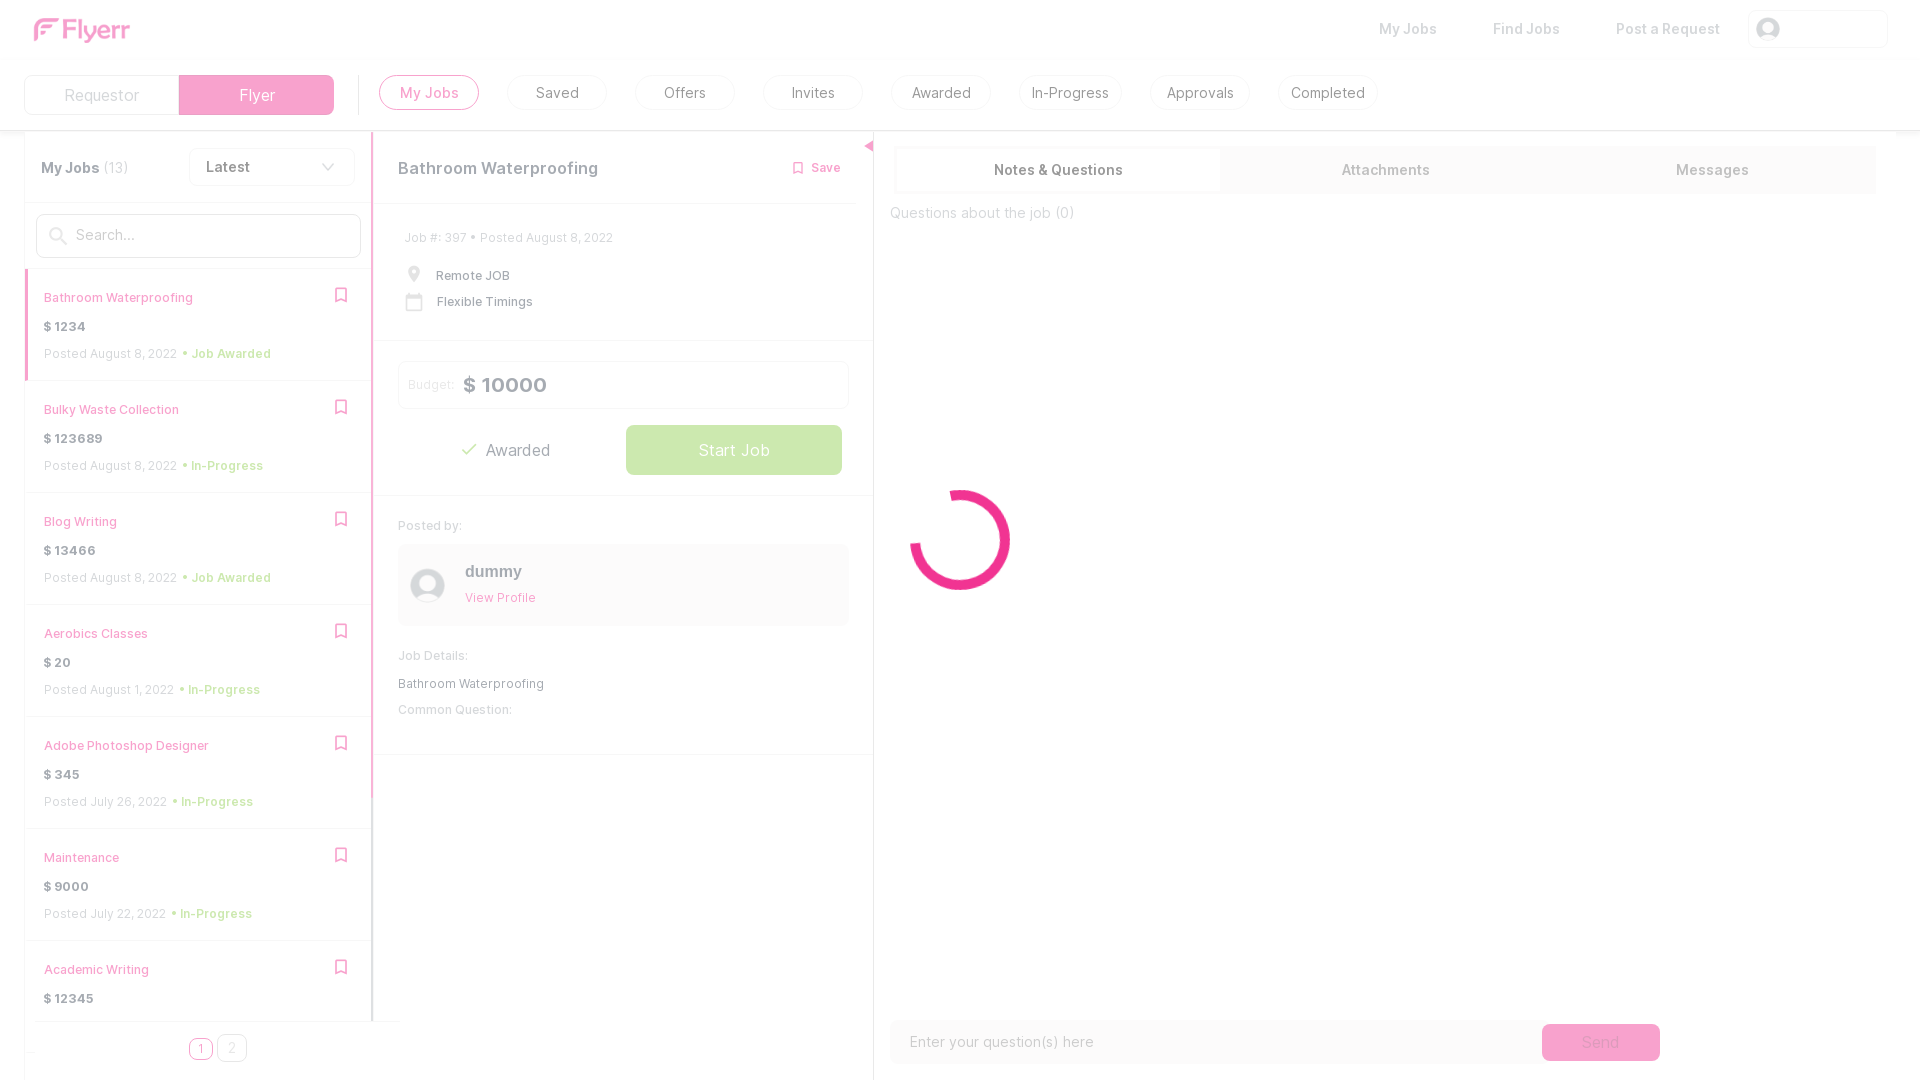 Flyerr
My Jobs
Find Jobs
Post a Request
Requestor
Flyer
My Jobs
Saved
Offers
Invites
Awarded
In-Progress
Approvals
Completed
My Jobs (13)
Latest
Search...
Bathroom Waterproofing
$ 1234
Posted August 8, 2022 • Job Awarded
Bulky Waste Collection
$ 123689
Posted August 8, 2022 • In-Progress
Blog Writing
$ 13466
Posted August 8, 2022 • Job Awarded
Aerobics Classes
$ 20
Posted August 1, 2022 • In-Progress
Adobe Photoshop Designer
$ 345
Posted July 26, 2022 • In-Progress
Maintenance
$ 9000
Posted July 22, 2022 • In-Progress
Academic Writing
$ 12345
1
2
Bathroom Waterproofing
Save
Job #: 397 • Posted August 8, 2022
Remote JOB
Flexible Timings
Budget: $ 10000
Awarded
Start Job
Posted by:
dummy
View Profile
Job Details:
Bathroom Waterproofing
Common Question:
Notes & Questions
Attachments
Messages
Questions about the job (0)
Enter your question(s) here
Send